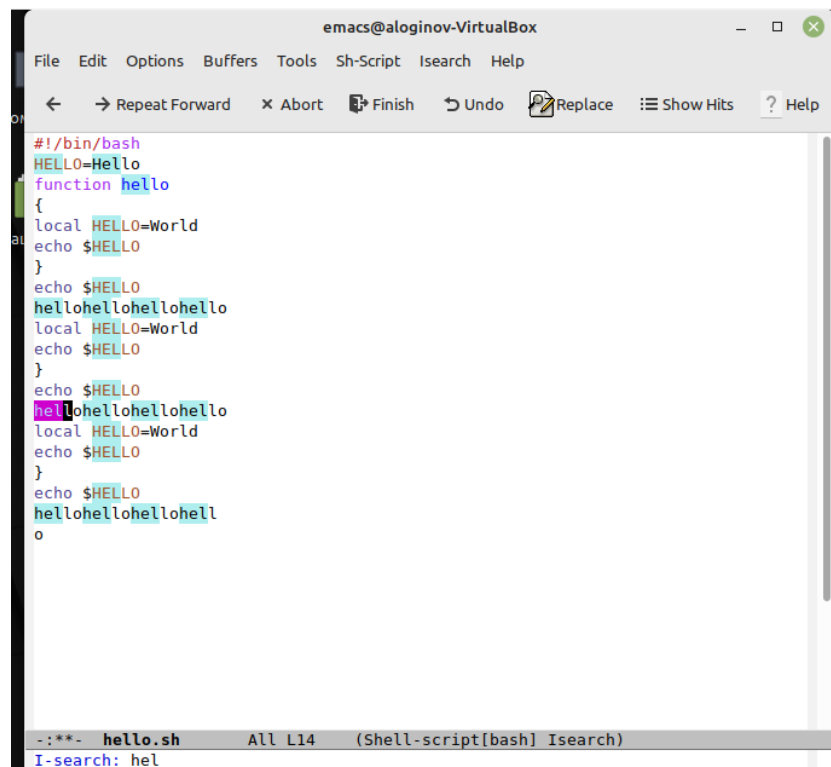 emacs@aloginov-VirtualBox
File Edit Options Buffers Tools Sh-Script Isearch Help
Repeat Forward Abort Finish Undo Replace Show Hits ? Help
#!/bin/bash
HELLO=Hello
function hello
{
local HELLO=World
echo $HELLO
}
echo $HELLO
hellohellohellohello
local HELLO=World
echo $HELLO
}
echo $HELLO
hellohellohellohello
local HELLO=World
echo $HELLO
}
echo $HELLO
hellohellohellohell
o
-:**- hello.sh All L14 (Shell-script[bash] Isearch)
I-search: hel